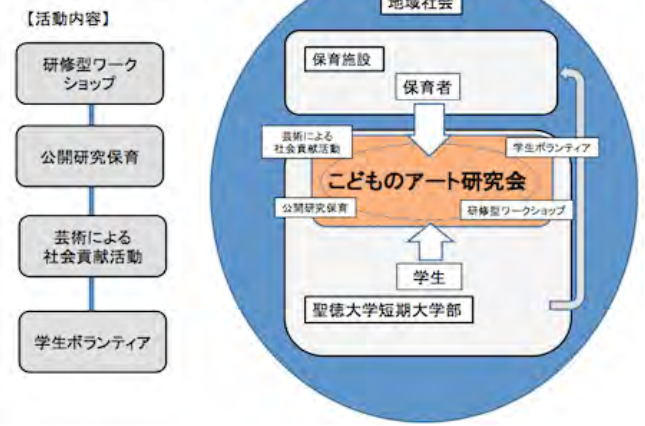 【活動内容】
研修型ワーク
ショップ
公開研究保育
芸術による
社会貢献活動
学生ボランティア
地域社会
保育施設
保育者
芸術による
社会貢献活動
学生ボランティア
こどものアート研究会
公開研究保育
研修型ワークショップ
学生
聖徳大学短期大学部